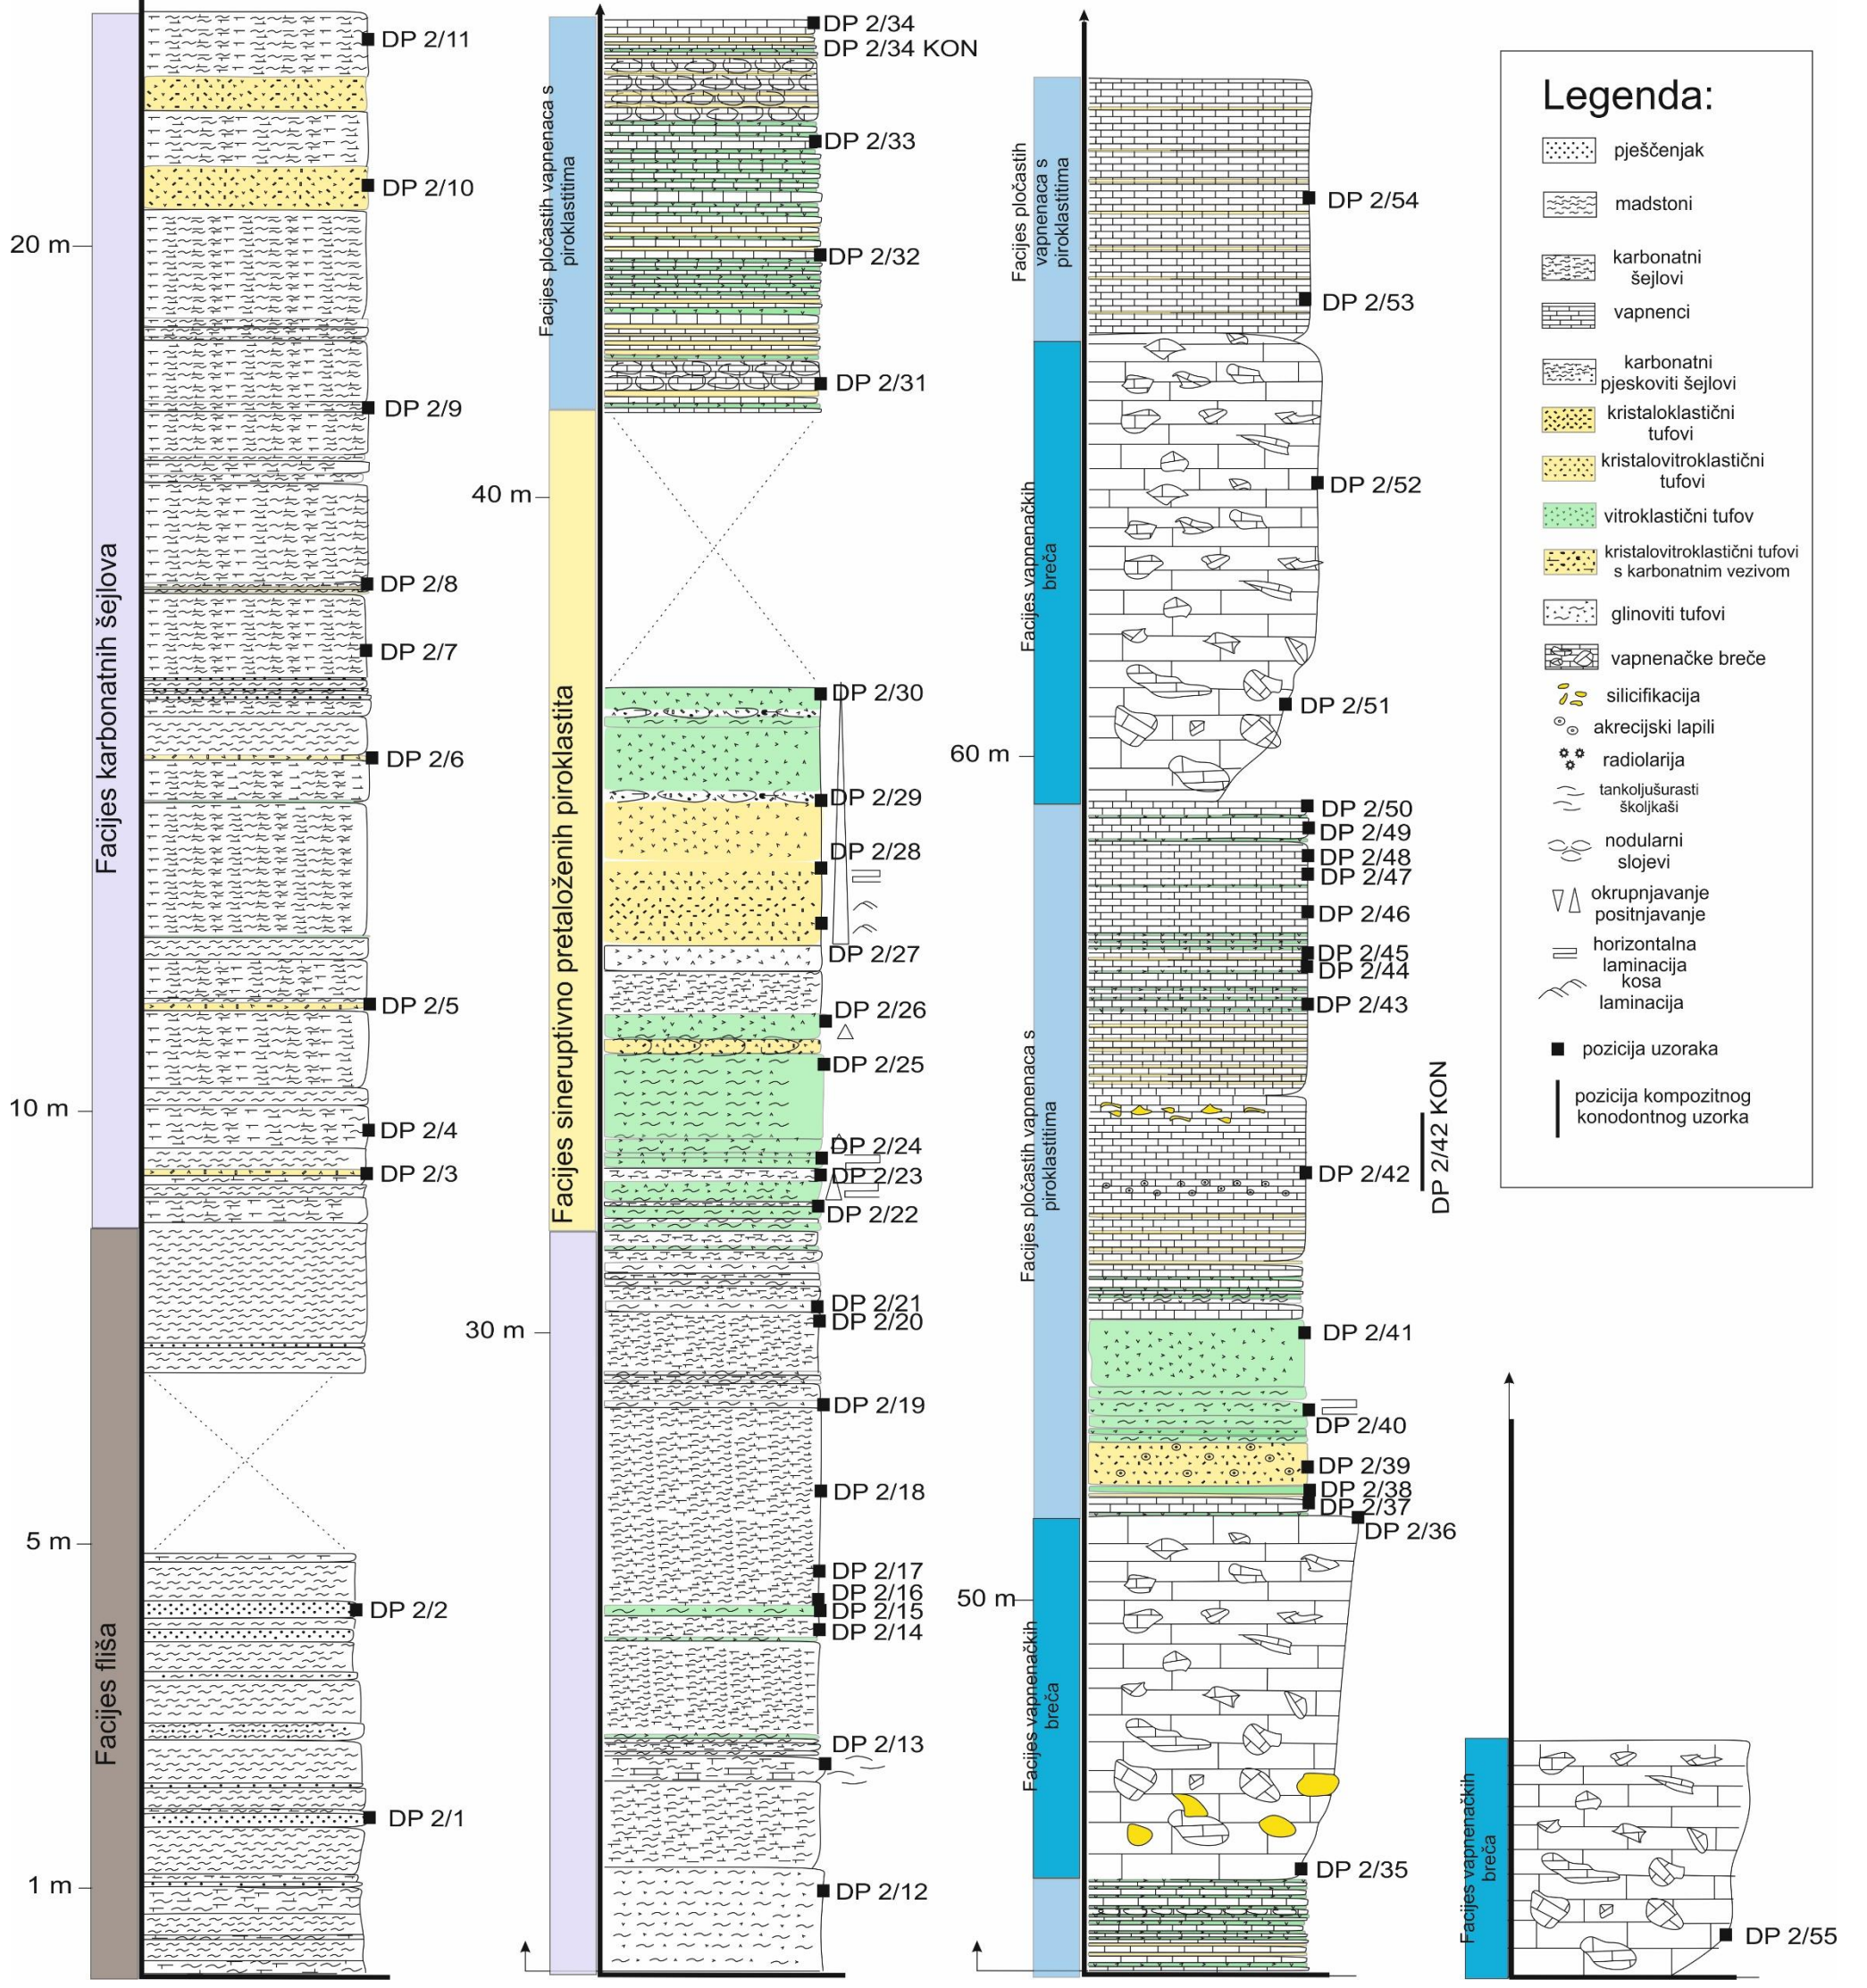 DP 2/11
DP 2/10
20 m
DP 2/9
DP 2/8
DP 2/7
DP 2/6
DP 2/5
10 m
DP 2/4
DP 2/3
5 m
DP 2/2
DP 2/1
1 m
Facijes karbonatnih šejlova
Facijes fliša
DP 2/34
DP 2/34 KON
DP 2/33
DP 2/32
DP 2/31
40 m
DP 2/30
DP 2/29
DP 2/28
DP 2/27
DP 2/26
DP 2/25
DP 2/24
DP 2/23
DP 2/22
DP 2/21
30 m
DP 2/20
DP 2/19
DP 2/18
DP 2/17
DP 2/16
DP 2/15
DP 2/14
DP 2/13
DP 2/12
Facijes pločastih vapnenaca s
piroklastitima
Facijes sineruptivno pretaloženih piroklastita
DP 2/54
DP 2/53
DP 2/52
DP 2/51
60 m
DP 2/50
DP 2/49
DP 2/48
DP 2/47
DP 2/46
DP 2/45
DP 2/44
DP 2/43
DP 2/42
DP 2/42 KON
DP 2/41
DP 2/40
DP 2/39
DP 2/38
DP 2/37
DP 2/36
50 m
DP 2/35
Facijes pločastih
vapnenaca s
piroklastitima
Facijes vapnenačkih
breča
Facijes pločastih vapnenaca s
piroklastitima
Facijes vapnenačkih
breča
Facijes vapnenačkih
breča
DP 2/55
Legenda:
pješčenjak
madstoni
karbonatni
šejlovi
vapnenci
karbonatni
pjeskoviti šejlovi
kristaloklastični
tufovi
kristalovitroklastični
tufovi
vitroklastični tufov
kristalovitroklastični tufovi
s karbonatnim vezivom
glinoviti tufovi
vapnenačke breče
silicifikacija
akrecijski lapili
radiolarija
tankoljušurasti
školjkaši
nodularni
slojevi
okrupnjavanje
positnjavanje
horizontalna
laminacija
kosa
laminacija
pozicija uzoraka
pozicija kompozitnog
konodontnog uzorka